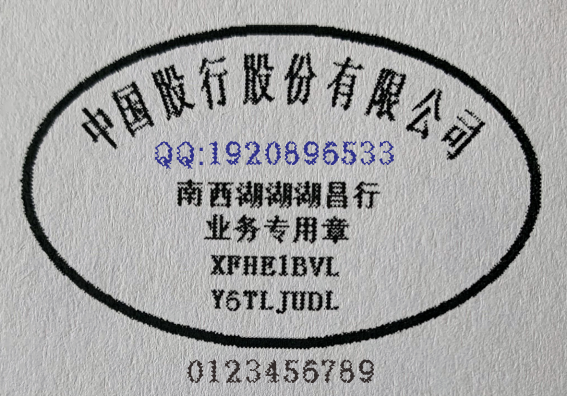 中国股行股份有限公司
QQ:1920896533
南西湖湖湖昌行
业务专用章
XFHE1BVL
Y6TLJUDL
0123456789